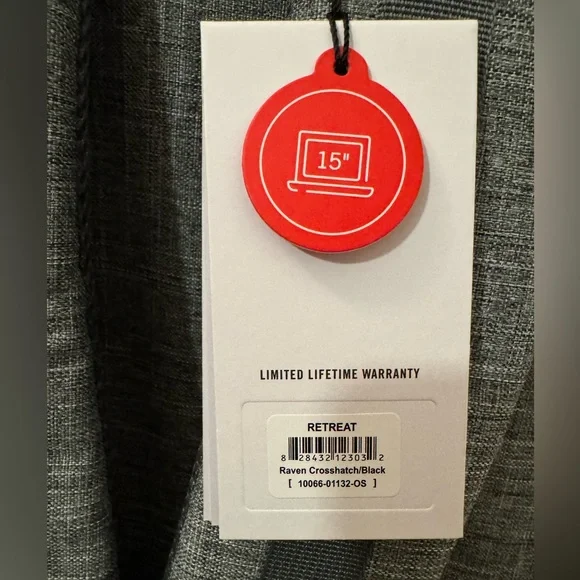 15"
LIMITED LIFETIME WARRANTY
RETREAT
8 28432 12303 2
Raven Crosshatch/Black
[ 10066-01132-OS ]